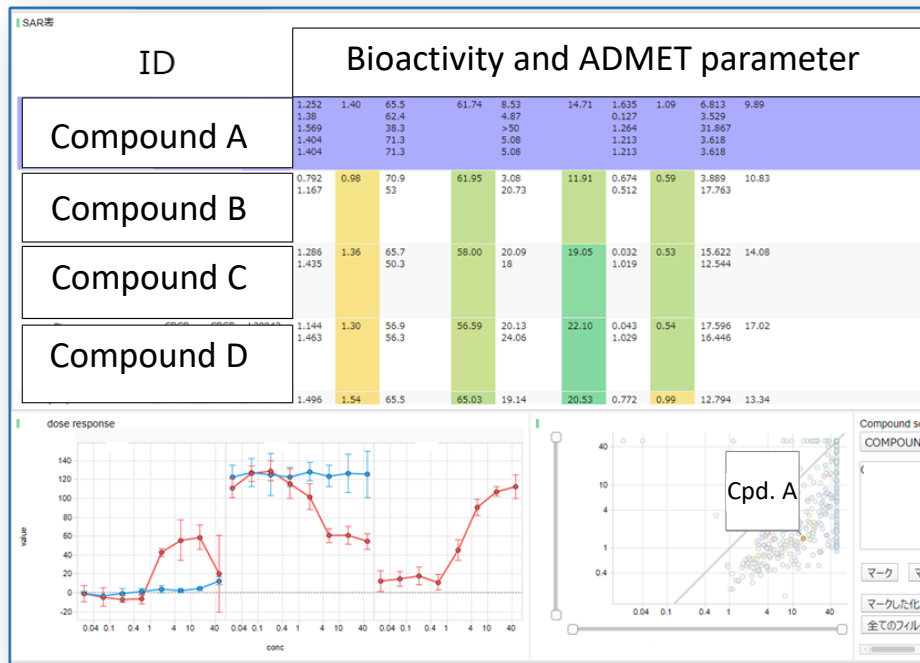 SAR表
ID
Bioactivity and ADMET parameter
Compound A
1.252 1.40 65.5 61.74 8.53 14.71 1.635 1.09 6.813 9.89
1.38 62.4 4.87 0.127 3.529
1.569 38.3 >50 1.264 31.867
1.404 71.3 5.08 1.213 3.618
1.404 71.3 5.08 1.213 3.618
Compound B
0.792 0.98 70.9 61.95 3.08 11.91 0.674 0.59 3.889 10.83
1.167 53 20.73 0.512 17.763
Compound C
1.286 1.36 65.7 58.00 20.09 19.05 0.032 0.53 15.622 14.08
1.435 50.3 18 1.019 12.544
Compound D
1.144 1.30 56.9 56.59 20.13 22.10 0.043 0.54 17.596 17.02
1.463 56.3 24.06 1.029 16.446
1.496 1.54 65.5 65.03 19.14 20.53 0.772 0.99 12.794 13.34
dose response
140
120
100
80
60
40
20
0
-20
value
0.04 0.1 0.4 1 4 10 40 0.04 0.1 0.4 1 4 10 40 0.04 0.1 0.4 1 4 10 40
conc
40
10
4
1
0.4
Cpd. A
0.04 0.1 0.4 1 4 10 40
Compound se
COMPOUN
マーク
マークした化
全てのフィル